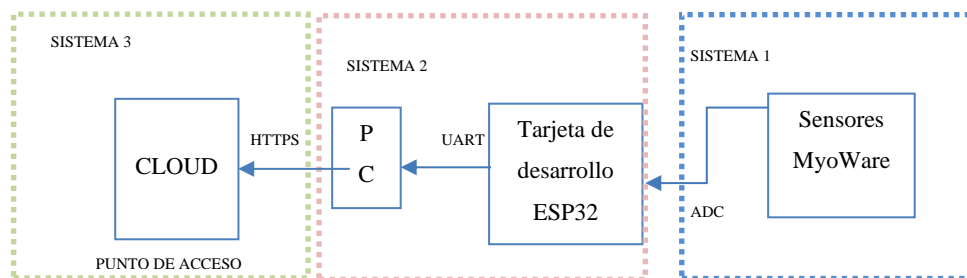 SISTEMA 3
CLOUD
PUNTO DE ACCESO
HTTPS
SISTEMA 2
P
C
UART
Tarjeta de
desarrollo
ESP32
SISTEMA 1
ADC
Sensores
MyoWare